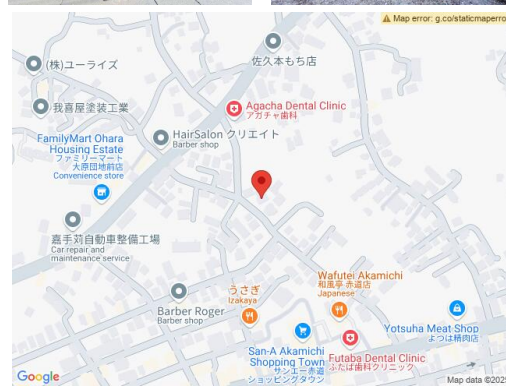 Map error: g.co/staticmaperro
佐久本もち店
(株)ユーライズ
我喜屋塗装工業
Agacha Dental Clinic
アガチャ歯科
FamilyMart Ohara
Housing Estate
ファミリーマート
大原団地前店
Convenience store
HairSalon クリエイト
Barber shop
嘉手苅自動車整備工場
Car repair and
maintenance service
うさぎ
Izakaya
Wafutei Akamichi
和風亭 赤道店
Japanese
Barber Roger
Barber shop
Yotsuha Meat Shop
よつは精肉店
San-A Akamichi
Shopping Town
サンエー赤道
ショッピングタウン
Futaba Dental Clinic
ふたば歯科クリニック
Google
Map data ©2025